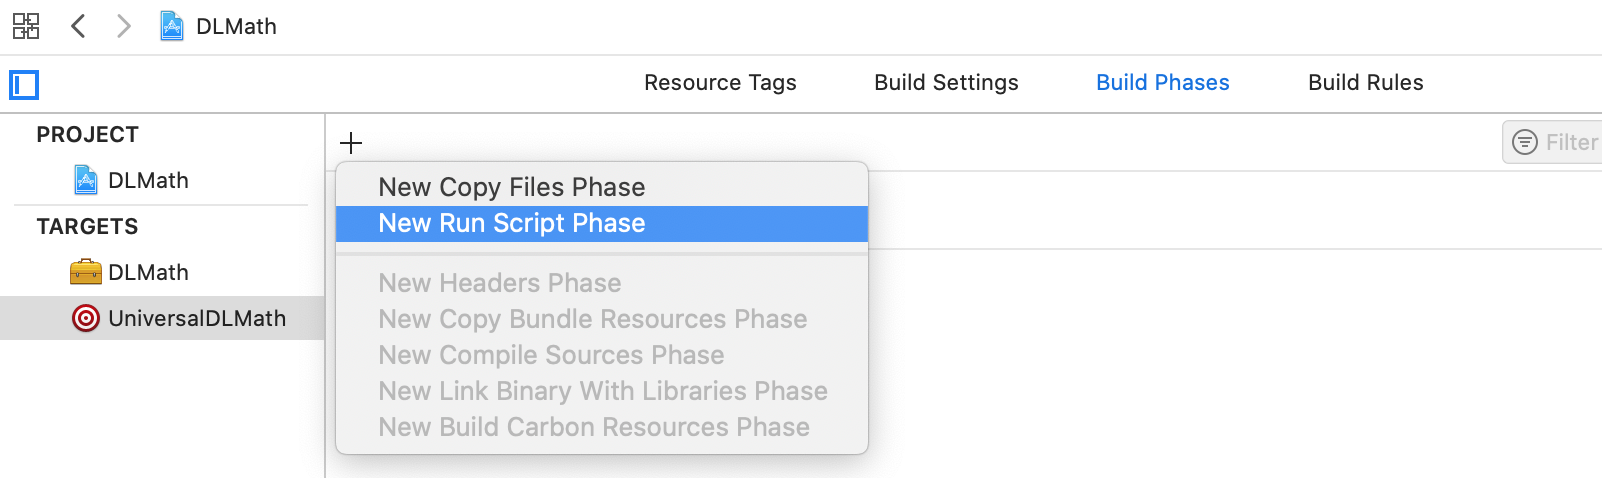 DLMath
Resource Tags Build Settings Build Phases Build Rules
PROJECT
DLMath
TARGETS
DLMath
UniversalDLMath
Filter
New Copy Files Phase
New Run Script Phase
New Headers Phase
New Copy Bundle Resources Phase
New Compile Sources Phase
New Link Binary With Libraries Phase
New Build Carbon Resources Phase